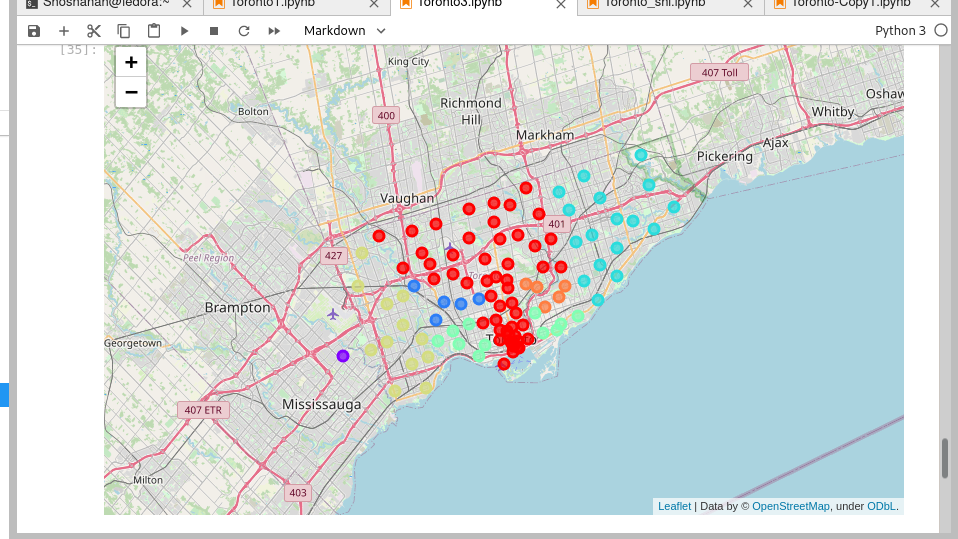 Shoshanah@fedora:~
Toronto1.ipynb
Toronto3.ipynb
Toronto_shi.ipynb
Toronto-Copy1.ipynb
Markdown
Python 3
[35]:
+
−
King City
407 Toll
Oshaw
Bolton
400
Richmond
Hill
Whitby
Markham
Ajax
Pickering
Vaughan
401
427
Peel Region
Brampton
Georgetown
Mississauga
407 ETR
Milton
403
Leaflet | Data by © OpenStreetMap, under ODbL.